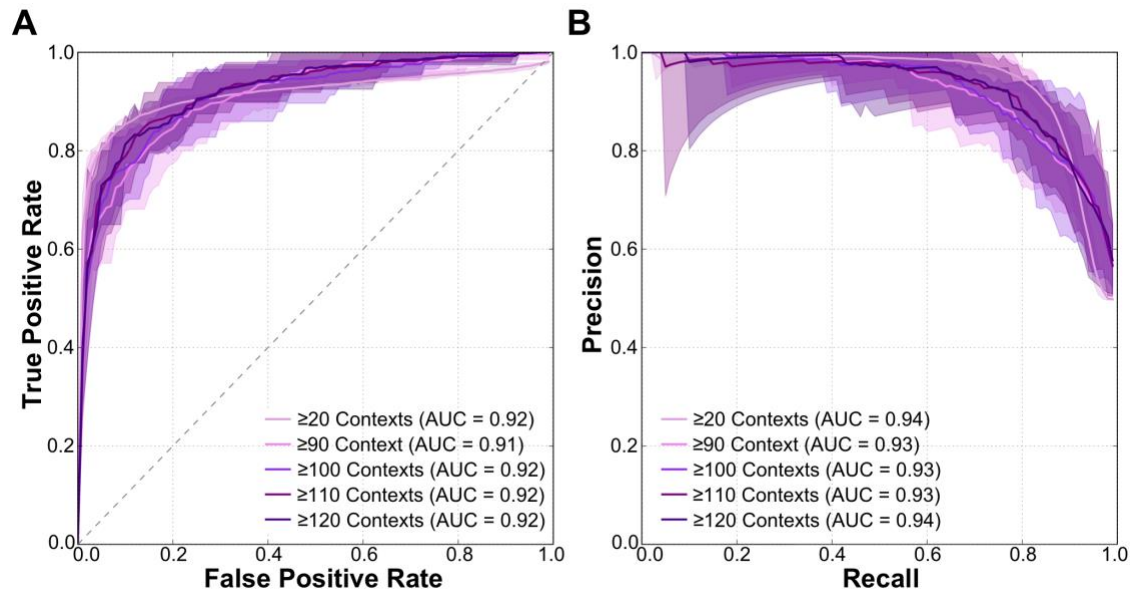 A
1.0
0.8
0.6
0.4
0.2
0.0
True Positive Rate
≥20 Contexts (AUC = 0.92)
≥90 Context (AUC = 0.91)
≥100 Contexts (AUC = 0.92)
≥110 Contexts (AUC = 0.92)
≥120 Contexts (AUC = 0.92)
0.0 0.2 0.4 0.6 0.8 1.0
False Positive Rate
B
1.0
0.8
0.6
0.4
0.2
0.0
Precision
≥20 Contexts (AUC = 0.94)
≥90 Context (AUC = 0.93)
≥100 Contexts (AUC = 0.93)
≥110 Contexts (AUC = 0.93)
≥120 Contexts (AUC = 0.94)
0.0 0.2 0.4 0.6 0.8 1.0
Recall